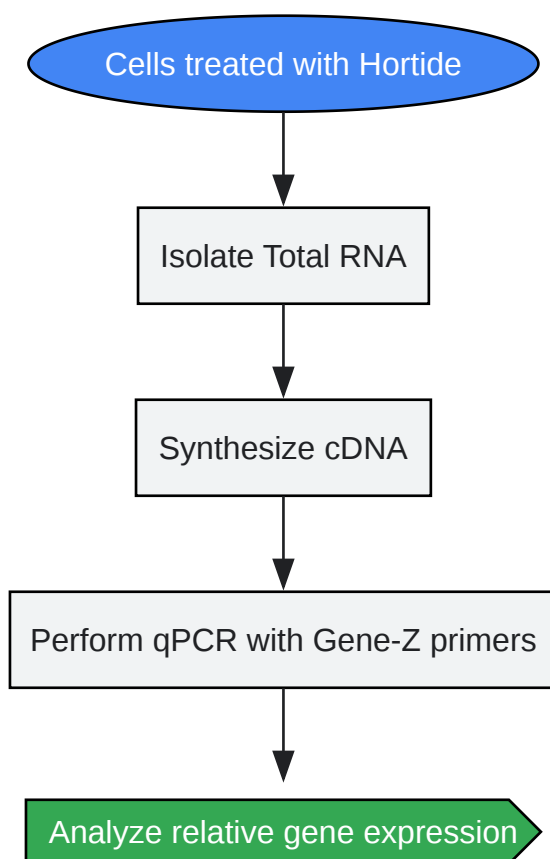 Cells treated with Hortide
Isolate Total RNA
Synthesize cDNA
Perform qPCR with Gene-Z primers
Analyze relative gene expression